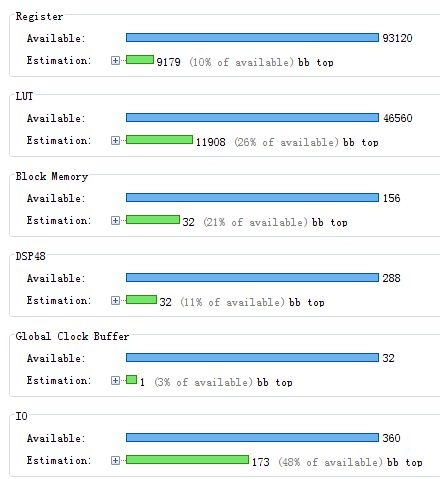 Register
Available: 93120
Estimation: 9179 (10% of available) bb top
LUT
Available: 46560
Estimation: 11908 (26% of available) bb top
Block Memory
Available: 156
Estimation: 32 (21% of available) bb top
DSP48
Available: 288
Estimation: 32 (11% of available) bb top
Global Clock Buffer
Available: 32
Estimation: 1 (3% of available) bb top
IO
Available: 360
Estimation: 173 (48% of available) bb top